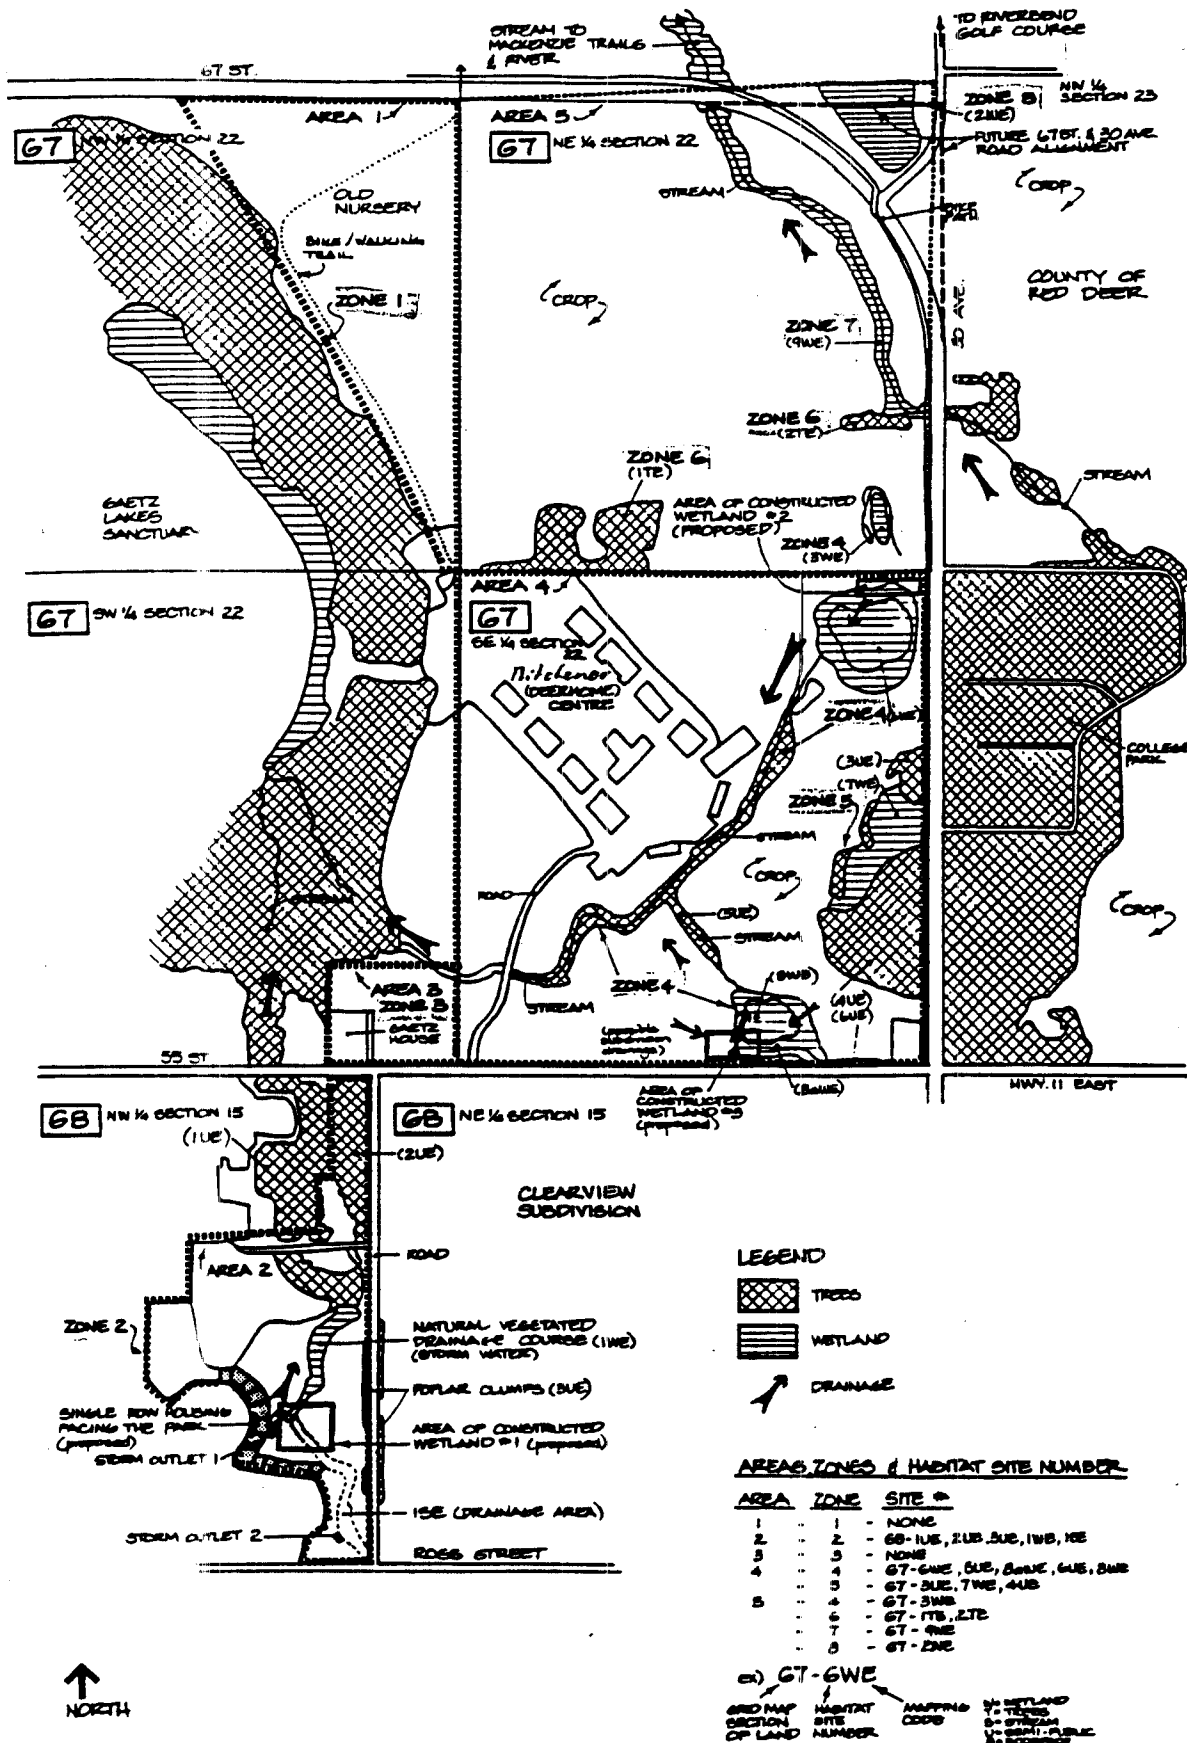 STREAM TO
MACKENZIE TRAILS
& RIVER
TO RIVERBEND
GOLF COURSE
67 ST.
AREA 1
AREA 5
ZONE 8
(2WE)
NW ¼
SECTION 23
FUTURE 67 ST. & 30 AVE.
ROAD ALIGNMENT
67 NW ¼ SECTION 22
67 NE ¼ SECTION 22
OLD
NURSERY
STREAM
CROP
BIKE
PATH
BIKE / WALKING
TRAIL
ZONE 1
CROP
COUNTY OF
RED DEER
30 AVE.
ZONE 7
(9WE)
ZONE 6
(2TE)
ZONE 6
(1TE)
STREAM
GAETZ
LAKES
SANCTUARY
AREA OF CONSTRUCTED
WETLAND #2
(PROPOSED)
ZONE 4
(3WE)
AREA 4
67 SW ¼ SECTION 22
67
SE ¼ SECTION
22
(DEERHOME)
CENTRE
ZONE 4
(3UE)
(7WE)
ZONE 5
COLLEGE
PARK
STREAM
CROP
ROAD
(5UE)
STREAM
CROP
STREAM
AREA 3
ZONE 3
GAETZ
HOUSE
STREAM
ZONE 4
(8WE)
(4UE)
(6UE)
55 ST
HWY. 11 EAST
AREA OF
CONSTRUCTED
WETLAND #3
(proposed)
68 NW ¼ SECTION 15
68 NE ¼ SECTION 15
(1UE)
(2UE)
CLEARVIEW
SUBDIVISION
ROAD
AREA 2
ZONE 2
NATURAL VEGETATED
DRAINAGE COURSE (1WE)
(STORM WATER)
POPLAR CLUMPS (3UE)
SINGLE ROW HOUSING
FACING THE PARK
(proposed)
AREA OF CONSTRUCTED
WETLAND #1 (proposed)
STORM OUTLET 1
1SE (DRAINAGE AREA)
STORM OUTLET 2
ROSS STREET
LEGEND
TREES
WETLAND
DRAINAGE
AREAS, ZONES & HABITAT SITE NUMBER
AREA ZONE SITE #
1 " 1 - NONE
2 " 2 - 68-1UE, 2UE, 3UE, 1WE, 1SE
3 " 3 - NONE
4 " 4 - 67-6WE, 5UE, 6UE, 8WE
" 5 - 67-3UE, 7WE, 4UE
5 " 4 - 67-3WE
" 6 - 67-1TE, 2TE
" 7 - 67-9WE
" 8 - 67-2WE
ex) 67-6WE
GRID MAP
SECTION
OF LAND
HABITAT
SITE
NUMBER
MAPPING
CODE
W= WETLAND
T= TREES
S= STREAM
U= SEMI-PUBLIC
NORTH